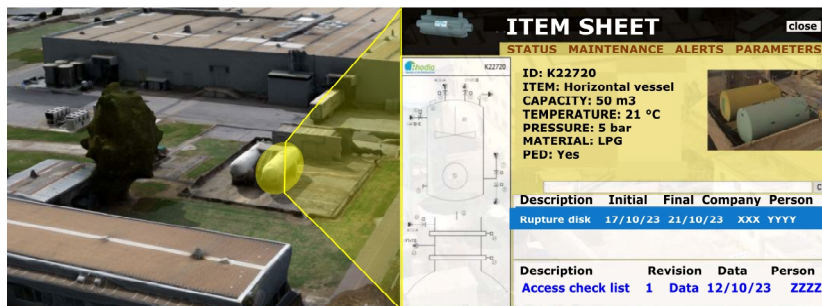 ITEM SHEET
close
STATUS MAINTENANCE ALERTS PARAMETERS
Rhodia K22720
ID: K22720
ITEM: Horizontal vessel
CAPACITY: 50 m3
TEMPERATURE: 21 ºC
PRESSURE: 5 bar
MATERIAL: LPG
PED: Yes
Description Initial Final Company Person
Rupture disk 17/10/23 21/10/23 XXX YYYY
Description Revision Data Person
Access check list 1 Data 12/10/23 ZZZZ